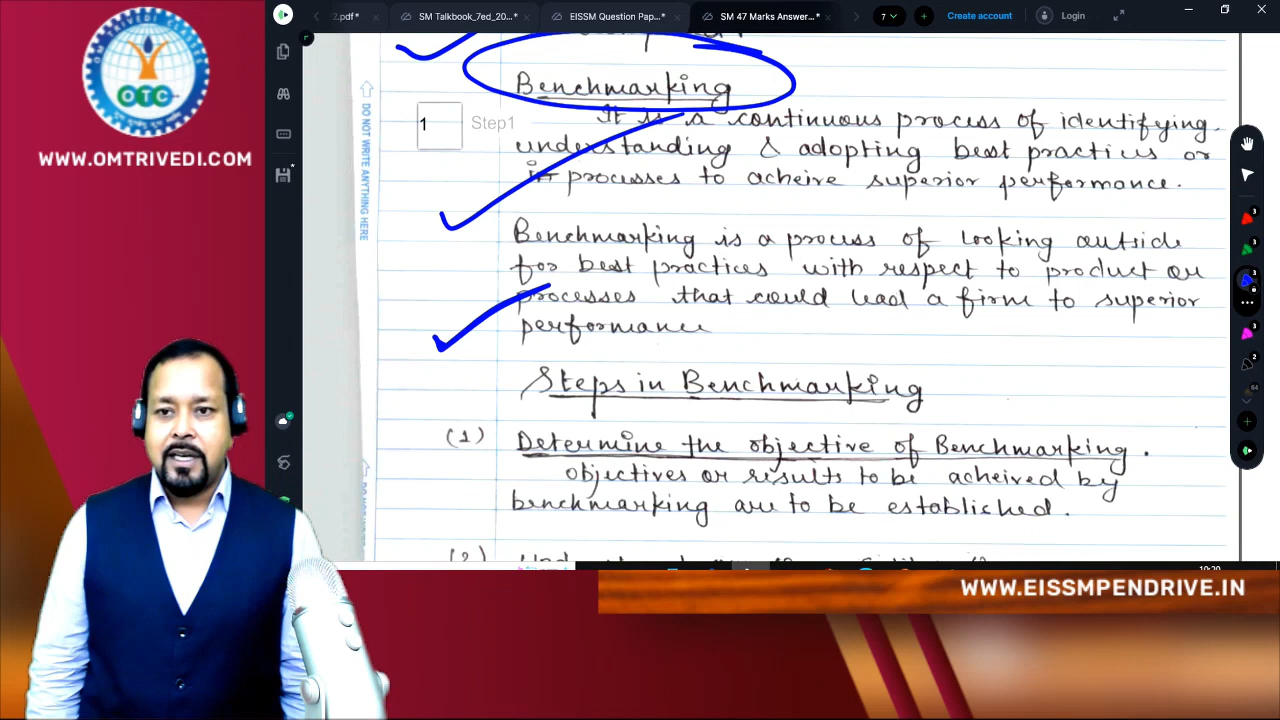 2.pdf*
SM Talkbook_7ed_20...*
EISSM Question Pap...*
SM 47 Marks Answer...*
7
Create account
Login
OTC
WWW.OMTRIVEDI.COM
DO NOT WRITE ANYTHING HERE
1
Step1
Benchmarking
It is a continuous process of identifying
understanding & adopting best practices or
in processes to acheive superior performance.
Benchmarking is a process of looking outside
for best practices with respect to product or
processes that could lead a firm to superior
performance
Steps in Benchmarking
(1) Determine the objective of Benchmarking.
objectives or results to be acheived by
benchmarking are to be established.
(2)
WWW.EISSMPENDRIVE.IN